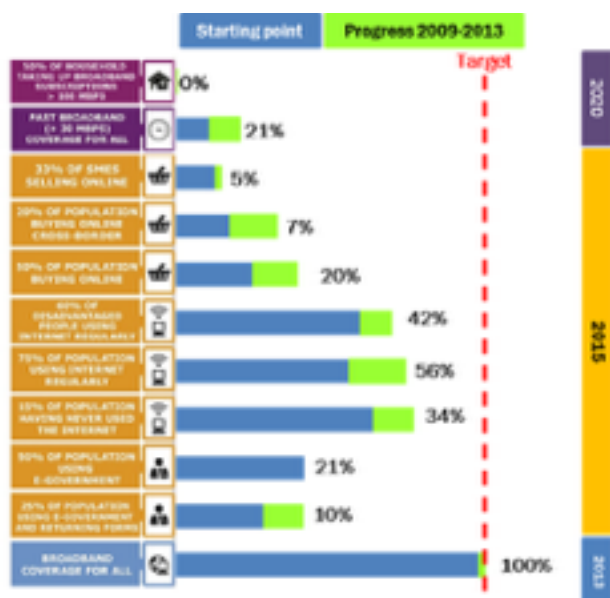 Starting point
Progress 2009-2013
Target
50% OF HOUSEHOLD
TAKING UP BROADBAND
SUBSCRIPTIONS
> 100 MBPS
0%
FAST BROADBAND
(> 30 MBPS)
COVERAGE FOR ALL
21%
33% OF SMES
SELLING ONLINE
5%
20% OF POPULATION
BUYING ONLINE
CROSS-BORDER
7%
50% OF POPULATION
BUYING ONLINE
20%
60% OF
DISADVANTAGED
PEOPLE USING
INTERNET REGULARLY
42%
70% OF POPULATION
USING INTERNET
REGULARLY
56%
15% OF POPULATION
HAVING NEVER USED
THE INTERNET
34%
50% OF POPULATION
USING
E-GOVERNMENT
21%
25% OF POPULATION
USING E-GOVERNMENT
AND RETURNING FORMS
10%
BROADBAND
COVERAGE FOR ALL
100%
2020
2015
2013